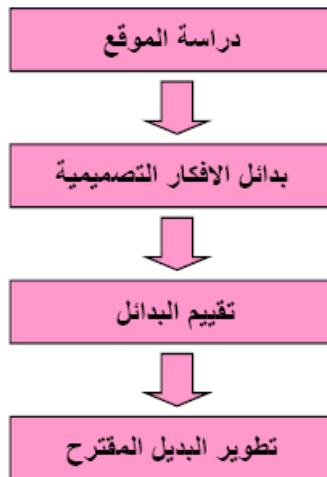 دراسة الموقع
بدائل الافكار التصميمية
تقييم البدائل
تطوير البديل المقترح